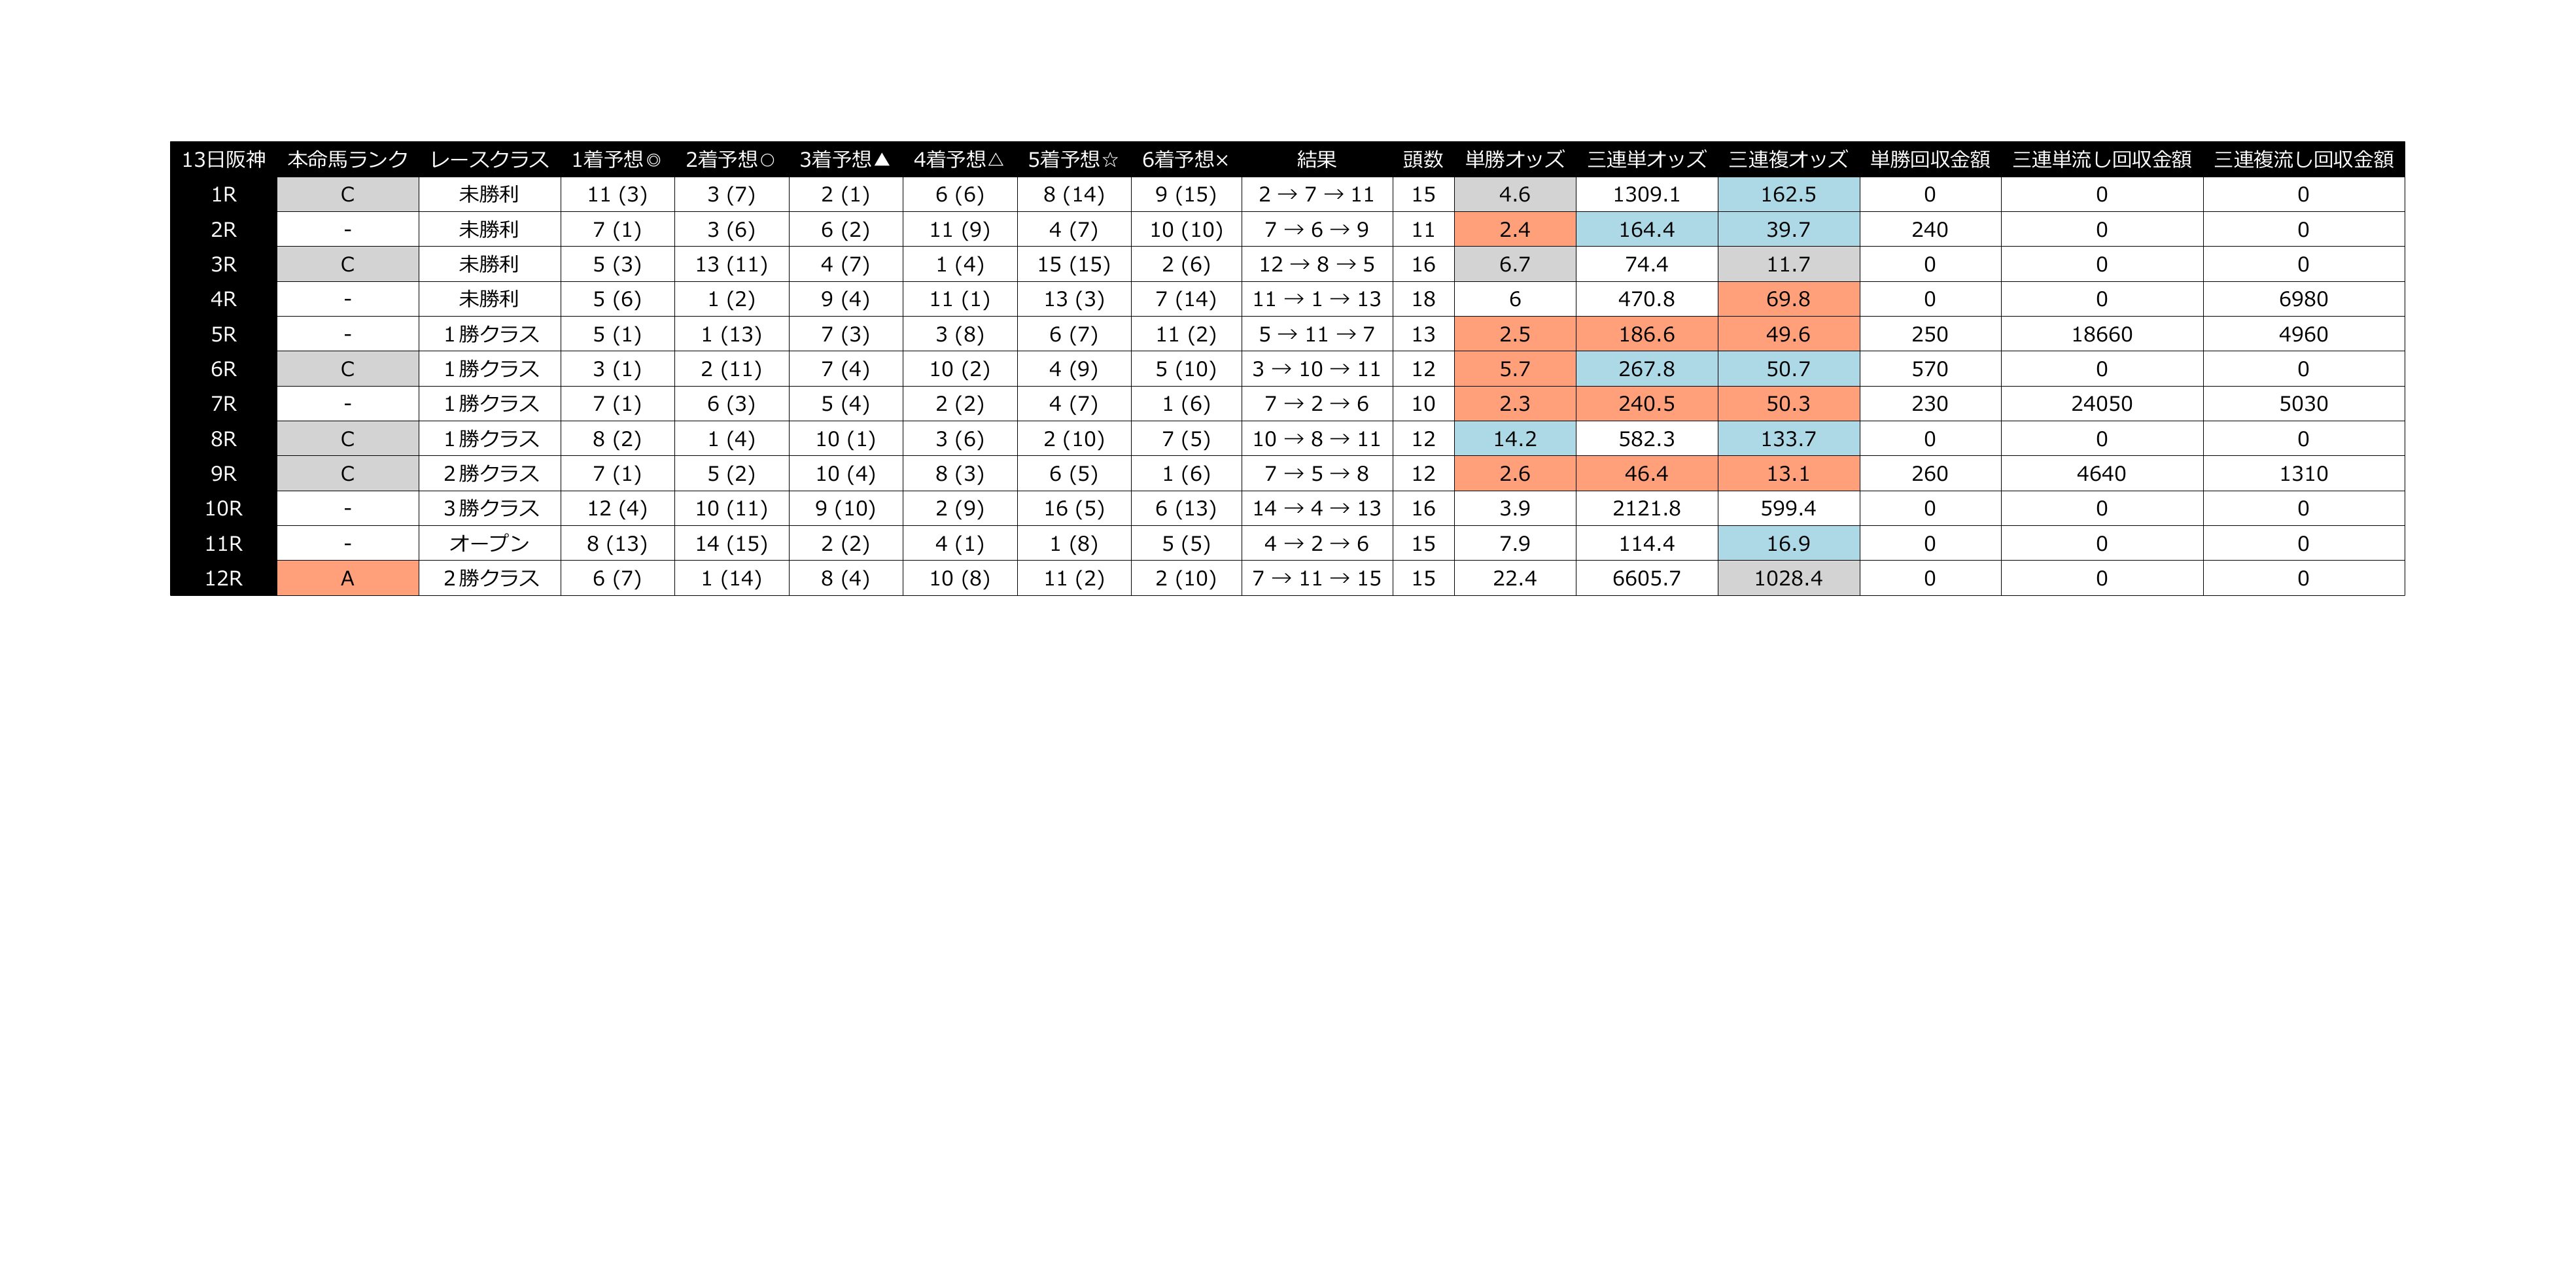 13日阪神 本命馬ランク レースクラス 1着予想◎ 2着予想○ 3着予想▲ 4着予想△ 5着予想☆ 6着予想× 結果 頭数 単勝オッズ 三連単オッズ 三連複オッズ 単勝回収金額 三連単流し回収金額 三連複流し回収金額
1R C 未勝利 11 (3) 3 (7) 2 (1) 6 (6) 8 (14) 9 (15) 2 → 7 → 11 15 4.6 1309.1 162.5 0 0 0
2R - 未勝利 7 (1) 3 (6) 6 (2) 11 (9) 4 (7) 10 (10) 7 → 6 → 9 11 2.4 164.4 39.7 240 0 0
3R C 未勝利 5 (3) 13 (11) 4 (7) 1 (4) 15 (15) 2 (6) 12 → 8 → 5 16 6.7 74.4 11.7 0 0 0
4R - 未勝利 5 (6) 1 (2) 9 (4) 11 (1) 13 (3) 7 (14) 11 → 1 → 13 18 6 470.8 69.8 0 0 6980
5R - １勝クラス 5 (1) 1 (13) 7 (3) 3 (8) 6 (7) 11 (2) 5 → 11 → 7 13 2.5 186.6 49.6 250 18660 4960
6R C １勝クラス 3 (1) 2 (11) 7 (4) 10 (2) 4 (9) 5 (10) 3 → 10 → 11 12 5.7 267.8 50.7 570 0 0
7R - １勝クラス 7 (1) 6 (3) 5 (4) 2 (2) 4 (7) 1 (6) 7 → 2 → 6 10 2.3 240.5 50.3 230 24050 5030
8R C １勝クラス 8 (2) 1 (4) 10 (1) 3 (6) 2 (10) 7 (5) 10 → 8 → 11 12 14.2 582.3 133.7 0 0 0
9R C ２勝クラス 7 (1) 5 (2) 10 (4) 8 (3) 6 (5) 1 (6) 7 → 5 → 8 12 2.6 46.4 13.1 260 4640 1310
10R - ３勝クラス 12 (4) 10 (11) 9 (10) 2 (9) 16 (5) 6 (13) 14 → 4 → 13 16 3.9 2121.8 599.4 0 0 0
11R - オープン 8 (13) 14 (15) 2 (2) 4 (1) 1 (8) 5 (5) 4 → 2 → 6 15 7.9 114.4 16.9 0 0 0
12R A ２勝クラス 6 (7) 1 (14) 8 (4) 10 (8) 11 (2) 2 (10) 7 → 11 → 15 15 22.4 6605.7 1028.4 0 0 0